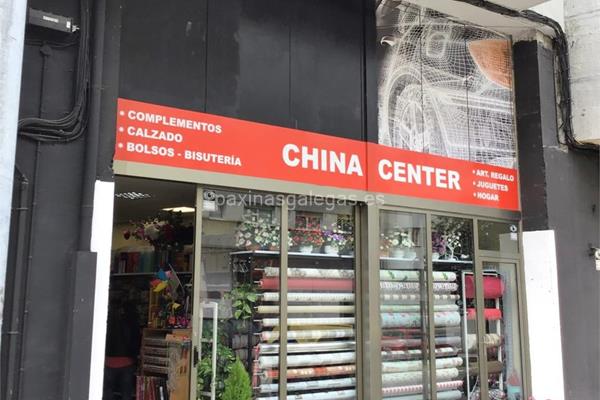 • COMPLEMENTOS
• CALZADO
• BOLSOS - BISUTERÍA
CHINA CENTER
• ART. REGALO
• JUGUETES
• HOGAR
paxinasgalegas.es